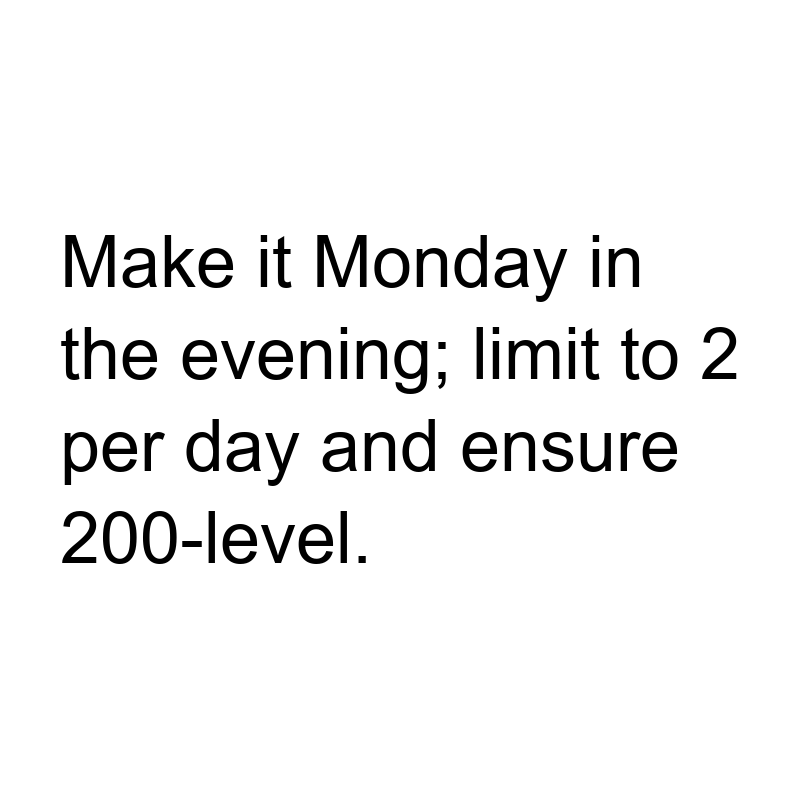 Make it Monday in
the evening; limit to 2
per day and ensure
200-level.